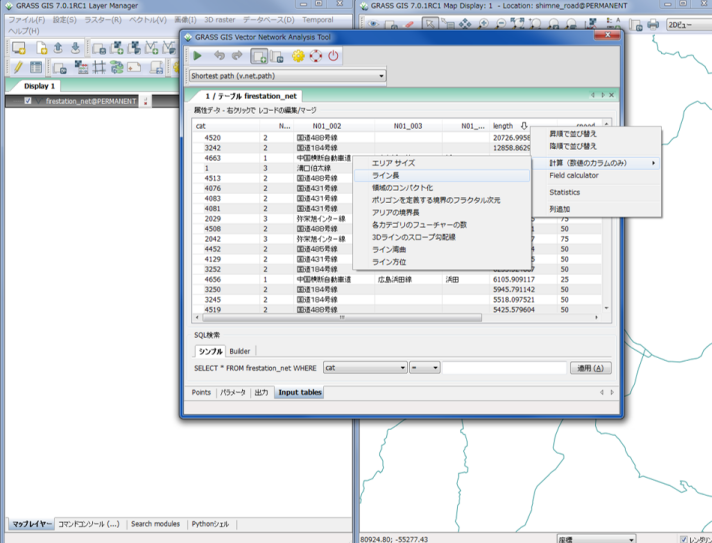 GRASS GIS 7.0.1RC1 Layer Manager
ファイル(F) 設定(S) ラスター(R) ベクトル(V) 画像(I) 3D raster データベース(D) Temporal
ヘルプ(H)
Display 1
firestation_net@PERMANENT
マップレイヤー コマンドコンソール (...) Search modules Pythonシェル
GRASS GIS 7.0.1RC1 Map Display: 1 - Location: shimne_road@PERMANENT
2Dビュー
GRASS GIS Vector Network Analysis Tool
Shortest path (v.net.path)
1 / テーブル firestation_net
属性データ - 右クリックで レコードの編集/マージ
cat N... N01_002 N01_003 N01_... length speed
4520 2 国道488号線 20726.9958
3242 2 国道184号線 12858.8629
4663 1 中国横断自動車道
1 3 溝口伯太線
4513 2 国道488号線
4076 2 国道431号線
4083 2 国道431号線
4081 2 国道431号線
2029 3 弥栄旭インター線 75
4508 2 国道488号線 50
2042 3 弥栄旭インター線 75
4452 2 国道485号線 50
4129 2 国道431号線 50
3252 2 国道184号線 50
4656 1 中国横断自動車道 広島浜田線 浜田 6105.909117 25
3250 2 国道184号線 5945.791142 50
3245 2 国道184号線 5518.097521 50
4519 2 国道488号線 5425.579604 50
昇順で並び替え
降順で並び替え
計算（数値のカラムのみ）
Field calculator
Statistics
列追加
エリア サイズ
ライン長
領域のコンパクト化
ポリゴンを定義する境界のフラクタル次元
アリアの境界長
各カテゴリのフューチャーの数
3Dラインのスロープ勾配線
ライン湾曲
ライン方位
SQL検索
シンプル Builder
SELECT * FROM firestation_net WHERE cat = 適用 (A)
Points パラメータ 出力 Input tables
80924.80; -55277.43
座標
レンダリン